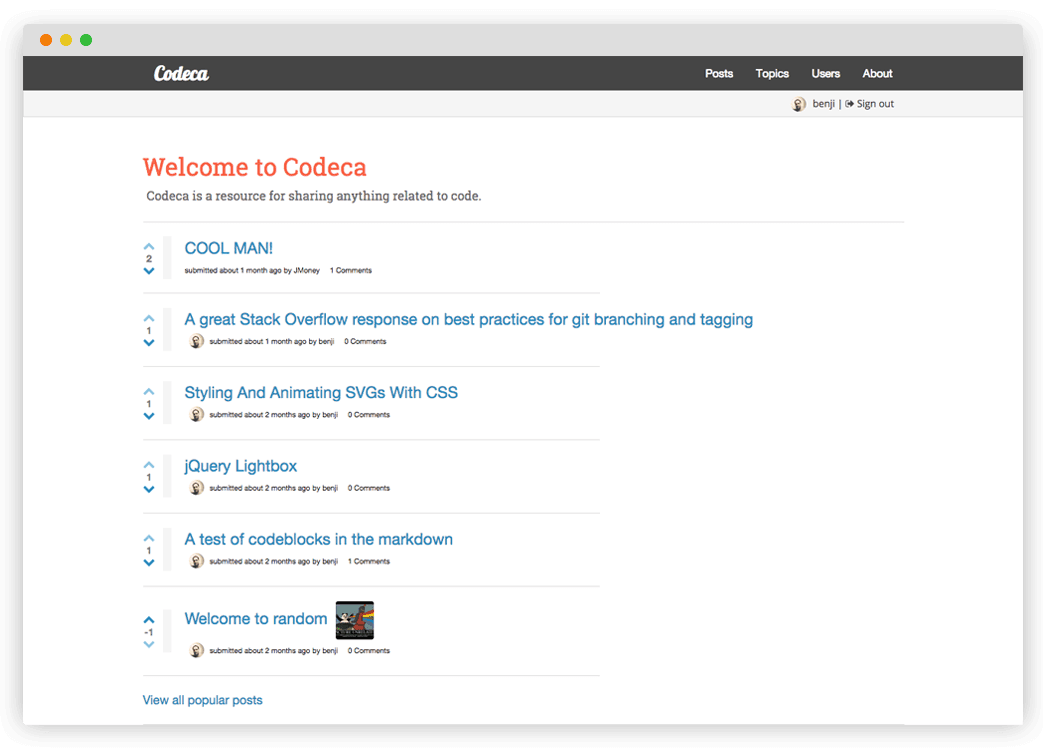 Codeca Posts Topics Users About
benji | Sign out
Welcome to Codeca
Codeca is a resource for sharing anything related to code.
2
COOL MAN!
submitted about 1 month ago by JMoney 1 Comments
1
A great Stack Overflow response on best practices for git branching and tagging
submitted about 1 month ago by benji 0 Comments
1
Styling And Animating SVGs With CSS
submitted about 2 months ago by benji 0 Comments
1
jQuery Lightbox
submitted about 2 months ago by benji 0 Comments
1
A test of codeblocks in the markdown
submitted about 2 months ago by benji 1 Comments
-1
Welcome to random
submitted about 2 months ago by benji 0 Comments
View all popular posts